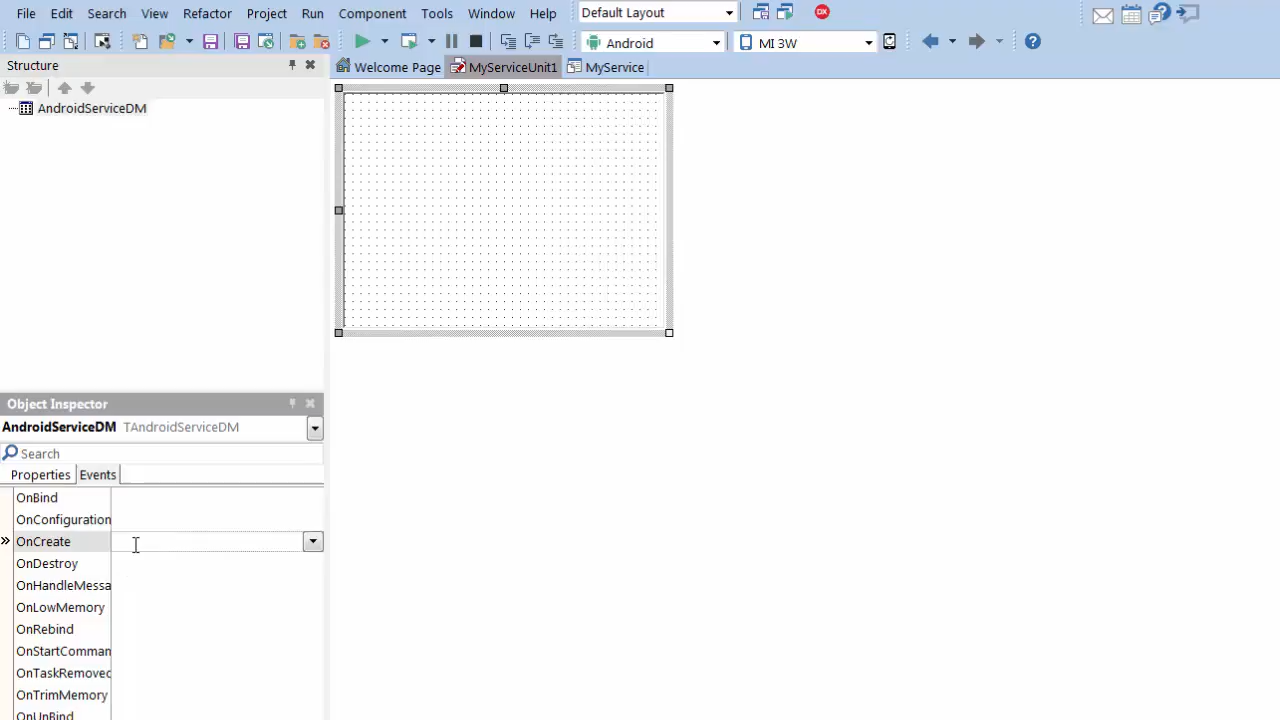 File Edit Search View Refactor Project Run Component Tools Window Help Default Layout DX
Android MI 3W
Structure
Welcome Page MyServiceUnit1 MyService
AndroidServiceDM
Object Inspector
AndroidServiceDM TAndroidServiceDM
Search
Properties Events
OnBind
OnConfiguration
OnCreate
OnDestroy
OnHandleMessa
OnLowMemory
OnRebind
OnStartComman
OnTaskRemoved
OnTrimMemory
OnUnBind